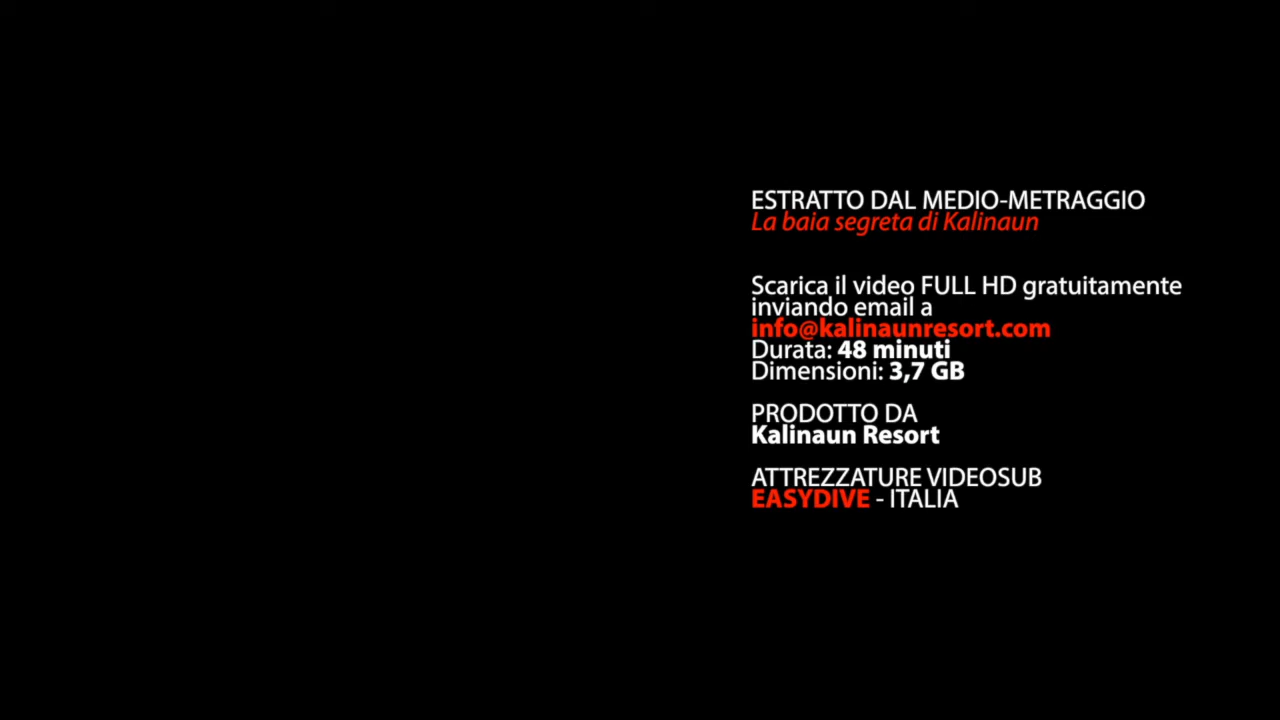 ESTRATTO DAL MEDIO-METRAGGIO
La baia segreta di Kalinaun
Scarica il video FULL HD gratuitamente
inviando email a
info@kalinaunresort.com
Durata: 48 minuti
Dimensioni: 3,7 GB
PRODOTTO DA
Kalinaun Resort
ATTREZZATURE VIDEOSUB
EASYDIVE - ITALIA